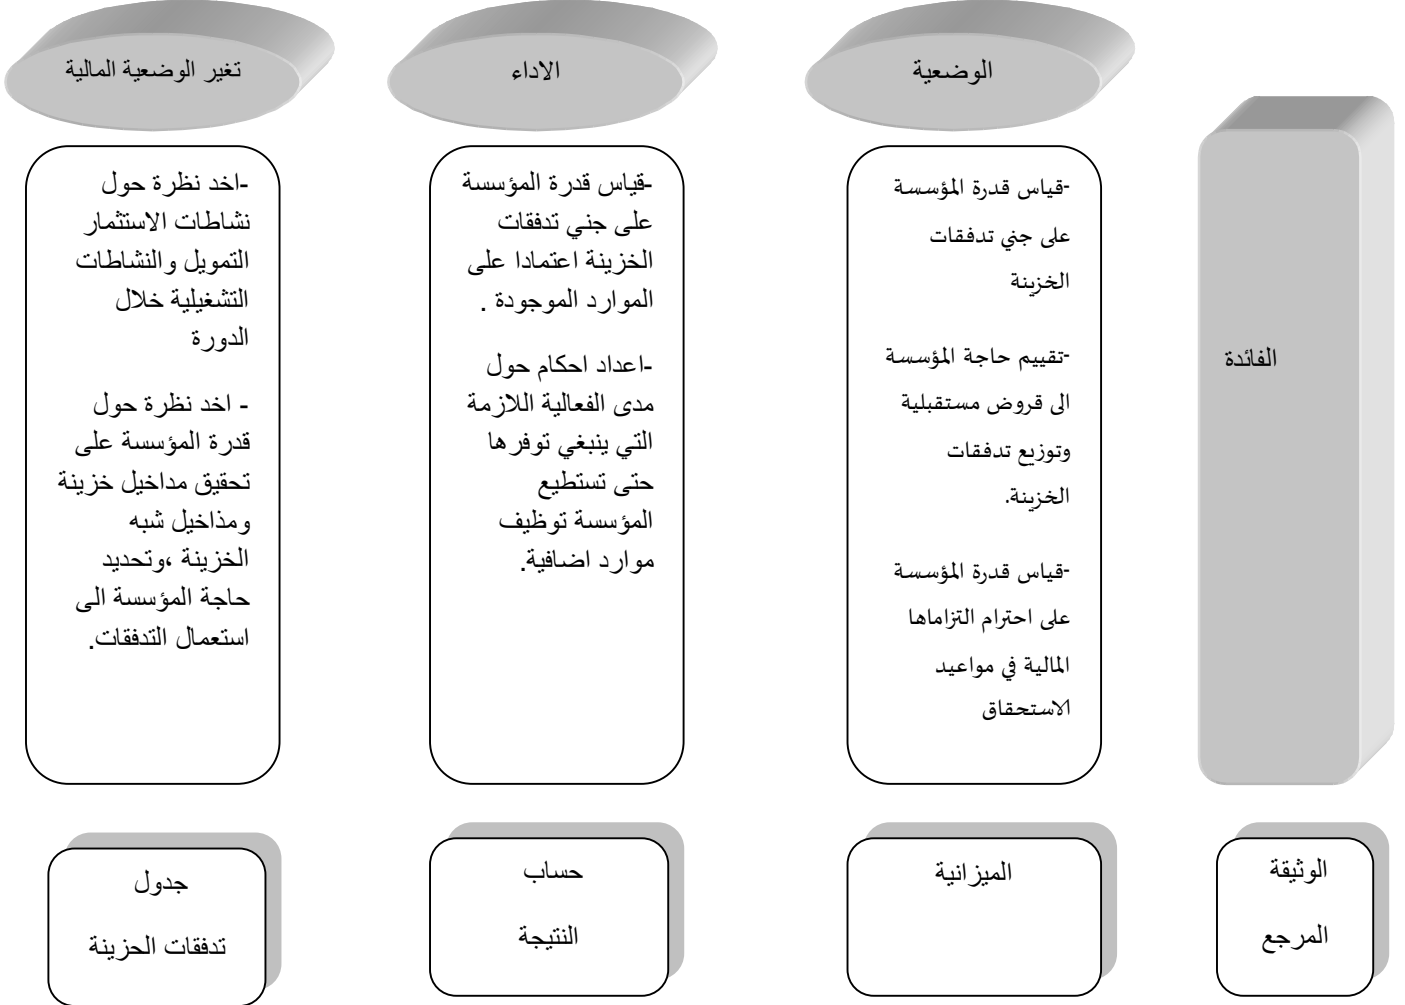 الوضعية
الاداء
تغير الوضعية المالية
الفائدة
-قياس قدرة المؤسسة
على جني تدفقات
الخزينة
-تقييم حاجة المؤسسة
الى قروض مستقبلية
وتوزيع تدفقات
الخزينة.
-قياس قدرة المؤسسة
على احترام التزاماها
المالية في مواعيد
الاستحقاق
-قياس قدرة المؤسسة
على جني تدفقات
الخزينة اعتمادا على
الموارد الموجودة .
-اعداد احكام حول
مدى الفعالية اللازمة
التي ينبغي توفرها
حتى تستطيع
المؤسسة توظيف
موارد اضافية.
-اخد نظرة حول
نشاطات الاستثمار
التمويل والنشاطات
التشغيلية خلال
الدورة
- اخد نظرة حول
قدرة المؤسسة على
تحقيق مداخيل خزينة
ومذاخيل شبه
الخزينة ،وتحديد
حاجة المؤسسة الى
استعمال التدفقات.
الوثيقة
المرجع
الميزانية
حساب
النتيجة
جدول
تدفقات الحزينة